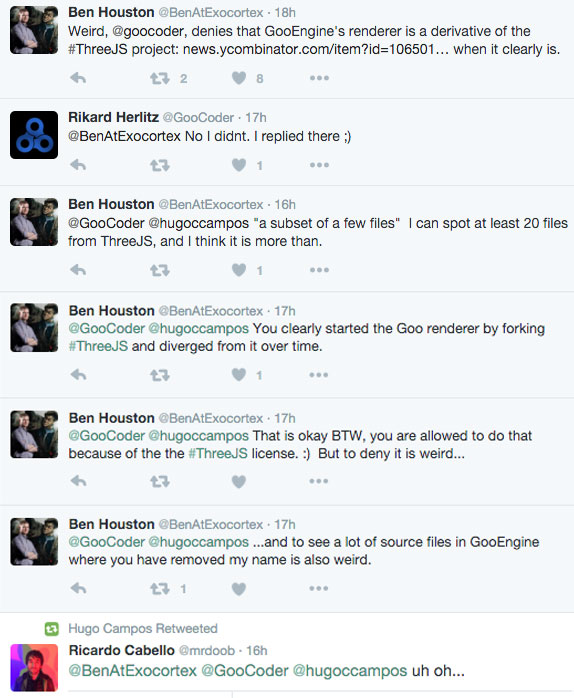 Ben Houston @BenAtExocortex · 18h
Weird, @goocoder, denies that GooEngine's renderer is a derivative of the
#ThreeJS project: news.ycombinator.com/item?id=106501… when it clearly is.
2 8
Rikard Herlitz @GooCoder · 17h
@BenAtExocortex No I didnt. I replied there ;)
1
Ben Houston @BenAtExocortex · 16h
@GooCoder @hugoccampos "a subset of a few files"  I can spot at least 20 files
from ThreeJS, and I think it is more than.
1
Ben Houston @BenAtExocortex · 17h
@GooCoder @hugoccampos You clearly started the Goo renderer by forking
#ThreeJS and diverged from it over time.
1
Ben Houston @BenAtExocortex · 17h
@GooCoder @hugoccampos That is okay BTW, you are allowed to do that
because of the the #ThreeJS license. :)  But to deny it is weird...
Ben Houston @BenAtExocortex · 17h
@GooCoder @hugoccampos ...and to see a lot of source files in GooEngine
where you have removed my name is also weird.
1
Hugo Campos Retweeted
Ricardo Cabello @mrdoob · 16h
@BenAtExocortex @GooCoder @hugoccampos uh oh...